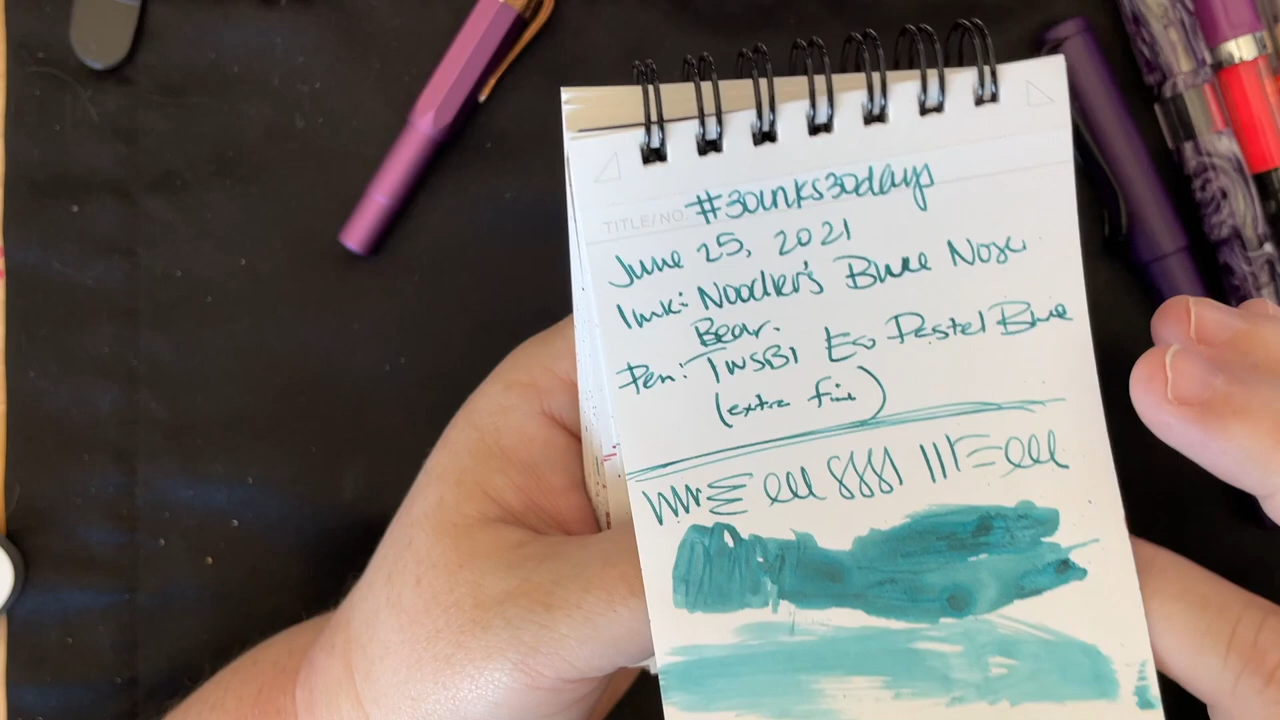 TITLE/NO. #30inks30days
June 25, 2021
Ink: Noodler's Blue Nose
Bear.
Pen: TWSBI Eco Pastel Blue
(extra fine)